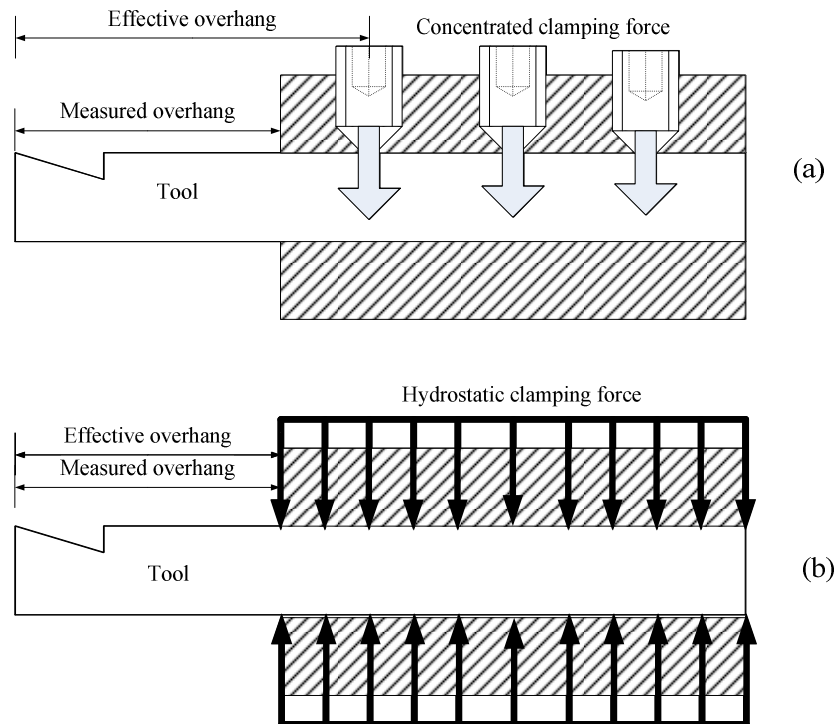 Effective overhang
Concentrated clamping force
Measured overhang
Tool
(a)
Hydrostatic clamping force
Effective overhang
Measured overhang
Tool
(b)